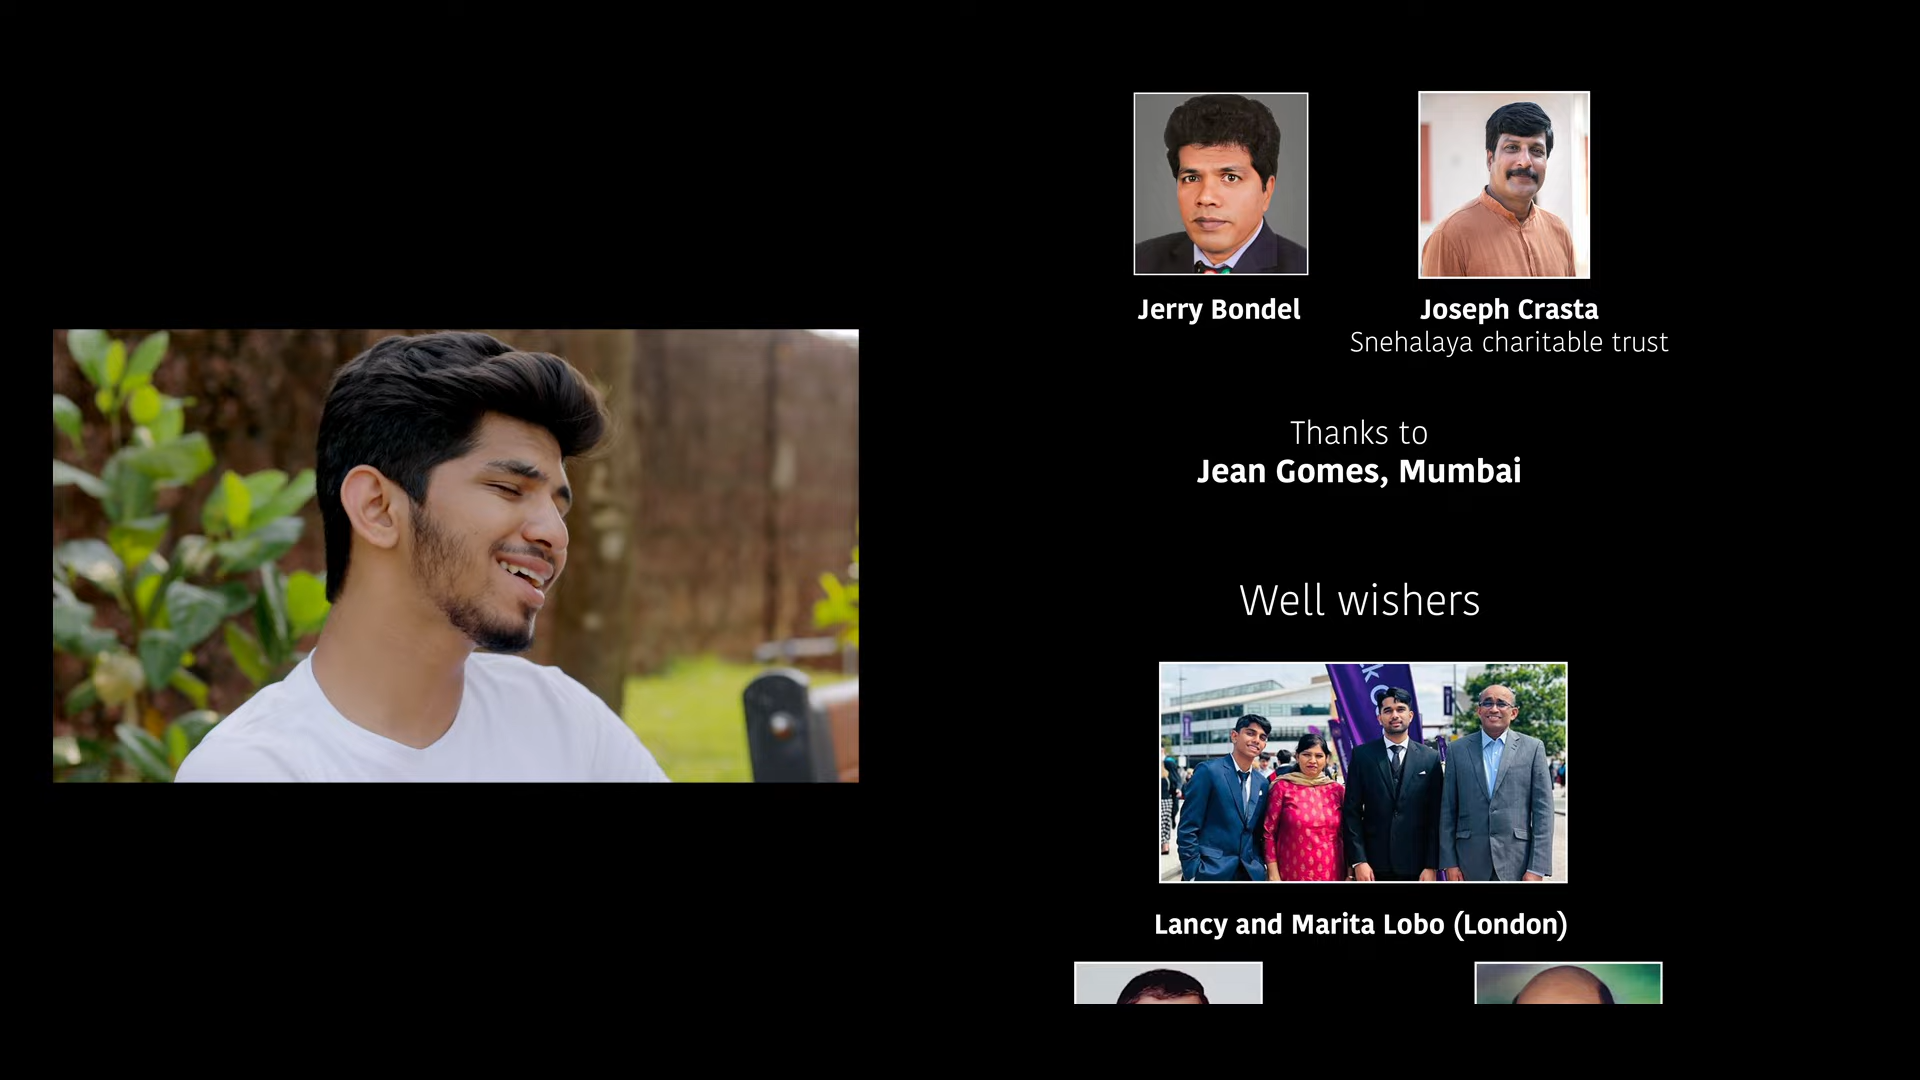 Jerry Bondel
Joseph Crasta
Snehalaya charitable trust
Thanks to
Jean Gomes, Mumbai
Well wishers
Lancy and Marita Lobo (London)